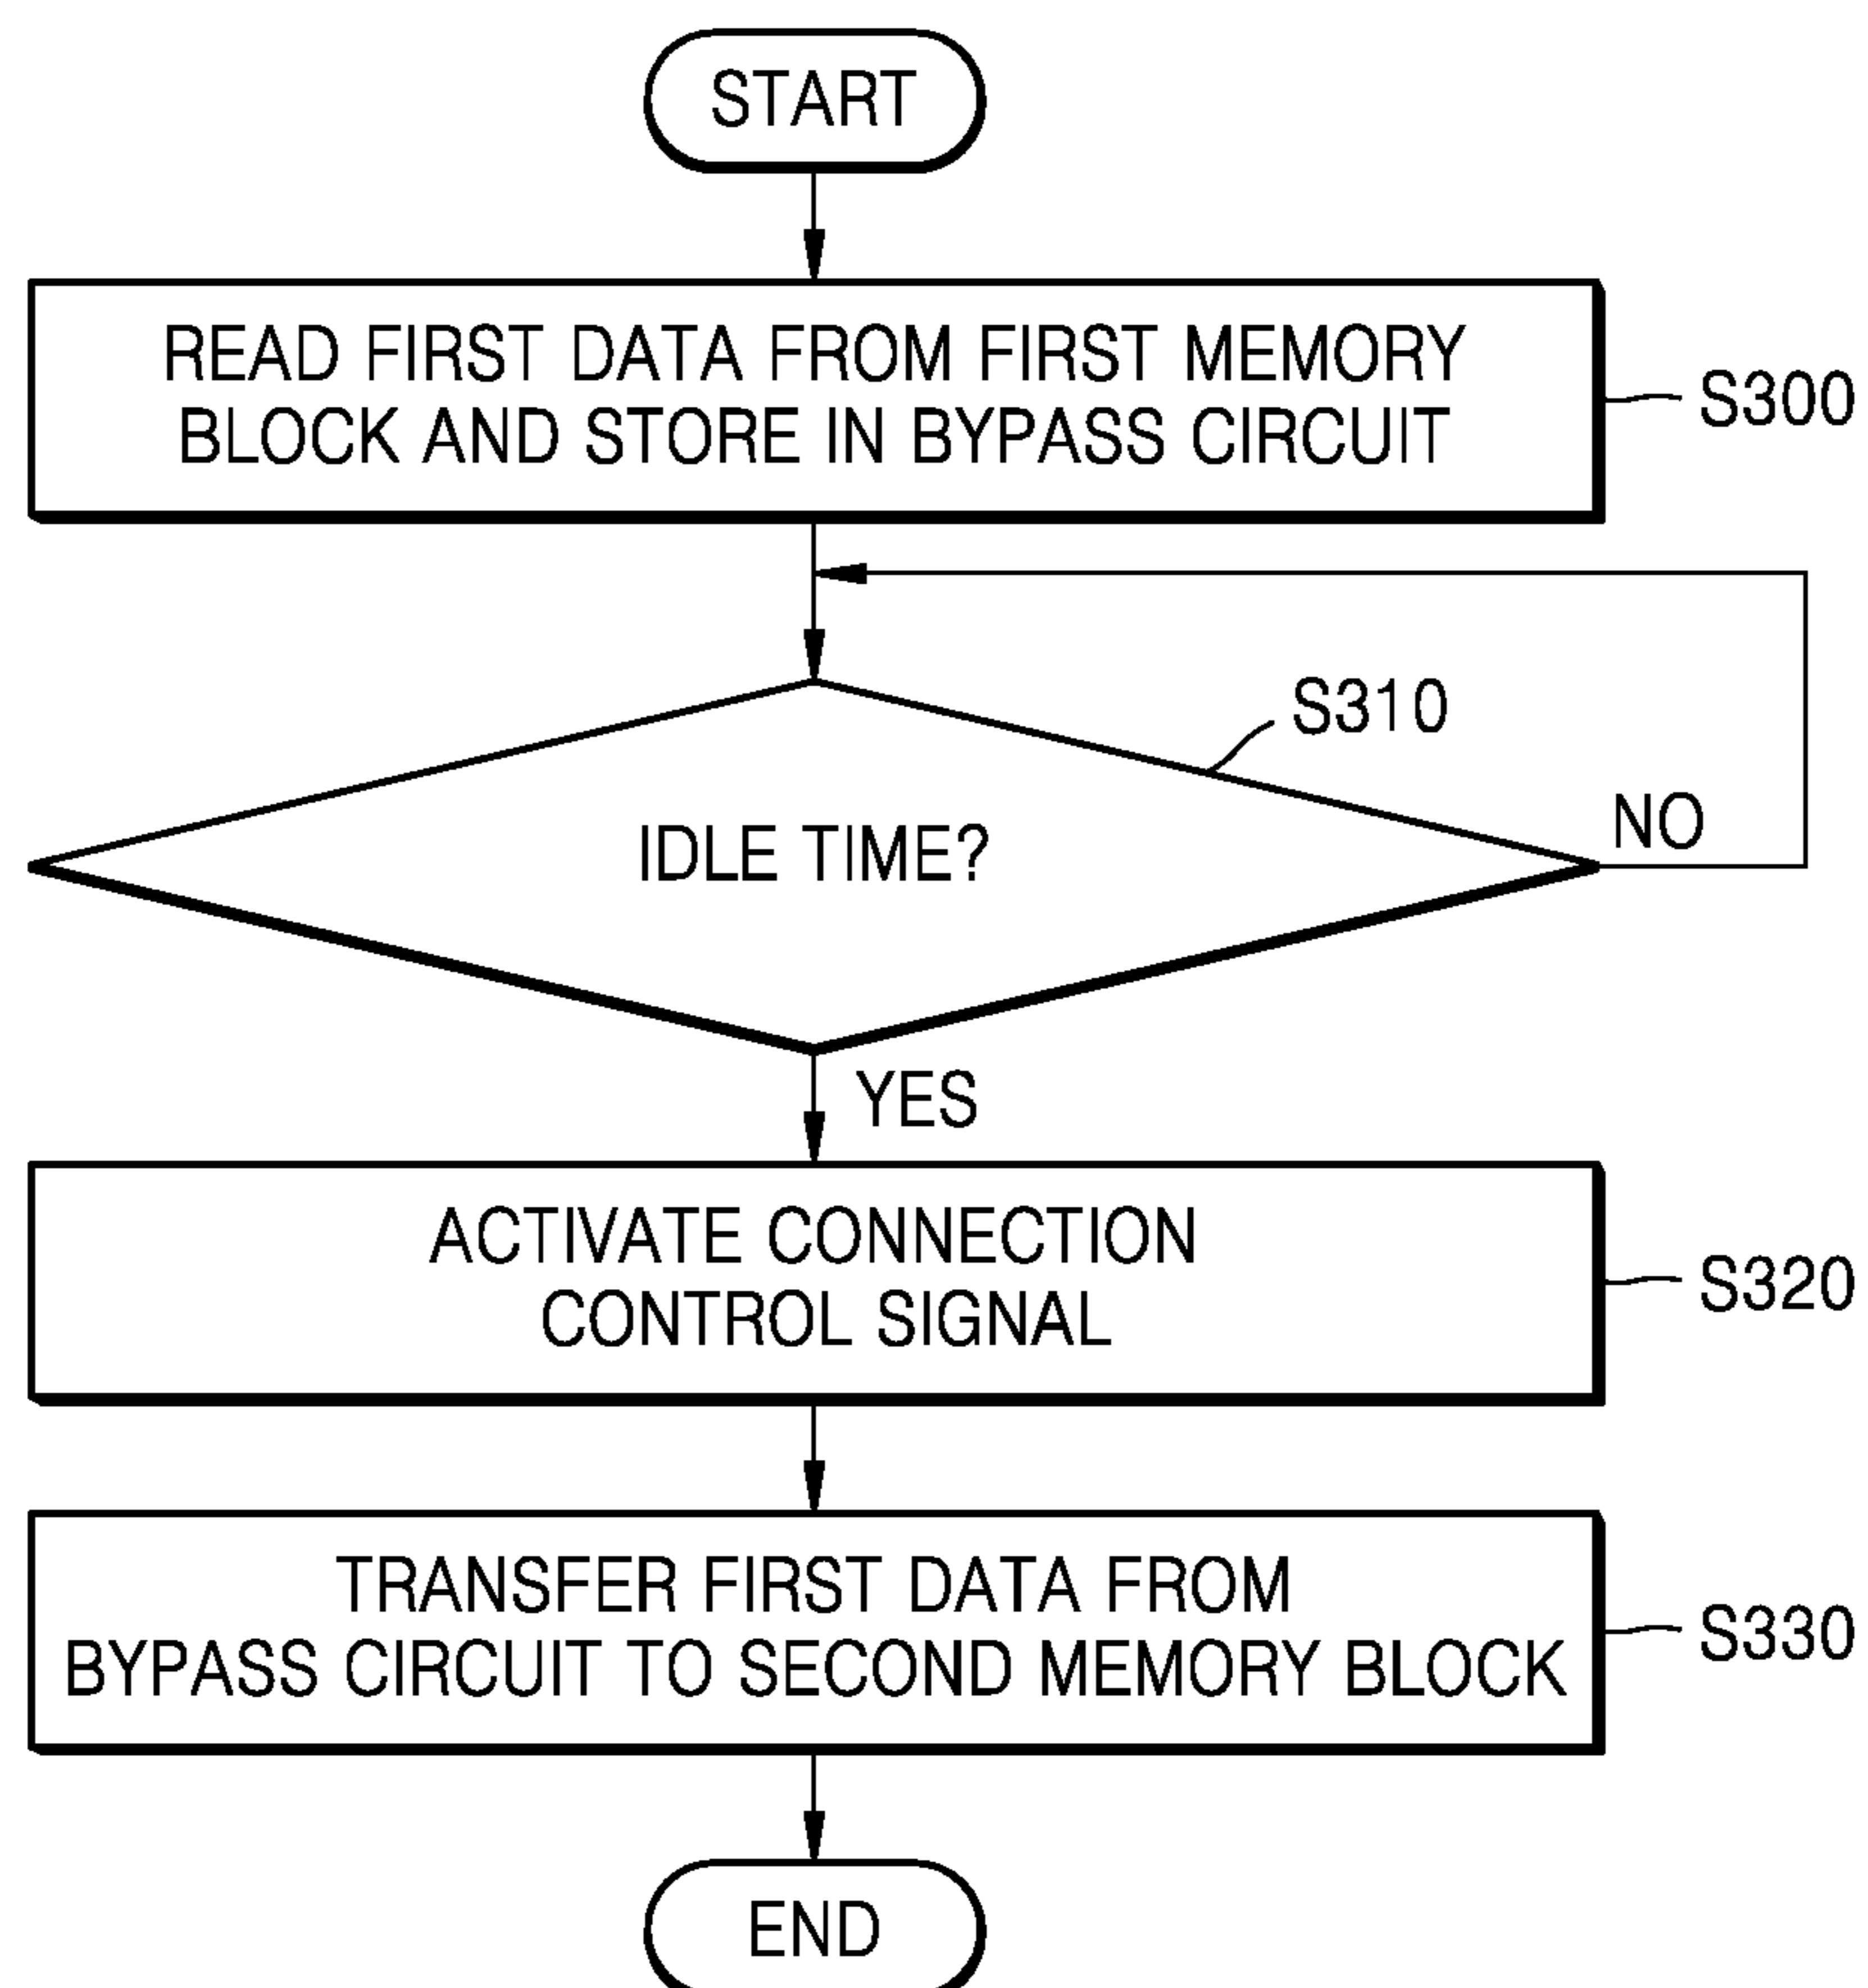 START
READ FIRST DATA FROM FIRST MEMORY
BLOCK AND STORE IN BYPASS CIRCUIT
S300
S310
IDLE TIME?
NO
YES
ACTIVATE CONNECTION
CONTROL SIGNAL
S320
TRANSFER FIRST DATA FROM
BYPASS CIRCUIT TO SECOND MEMORY BLOCK
S330
END